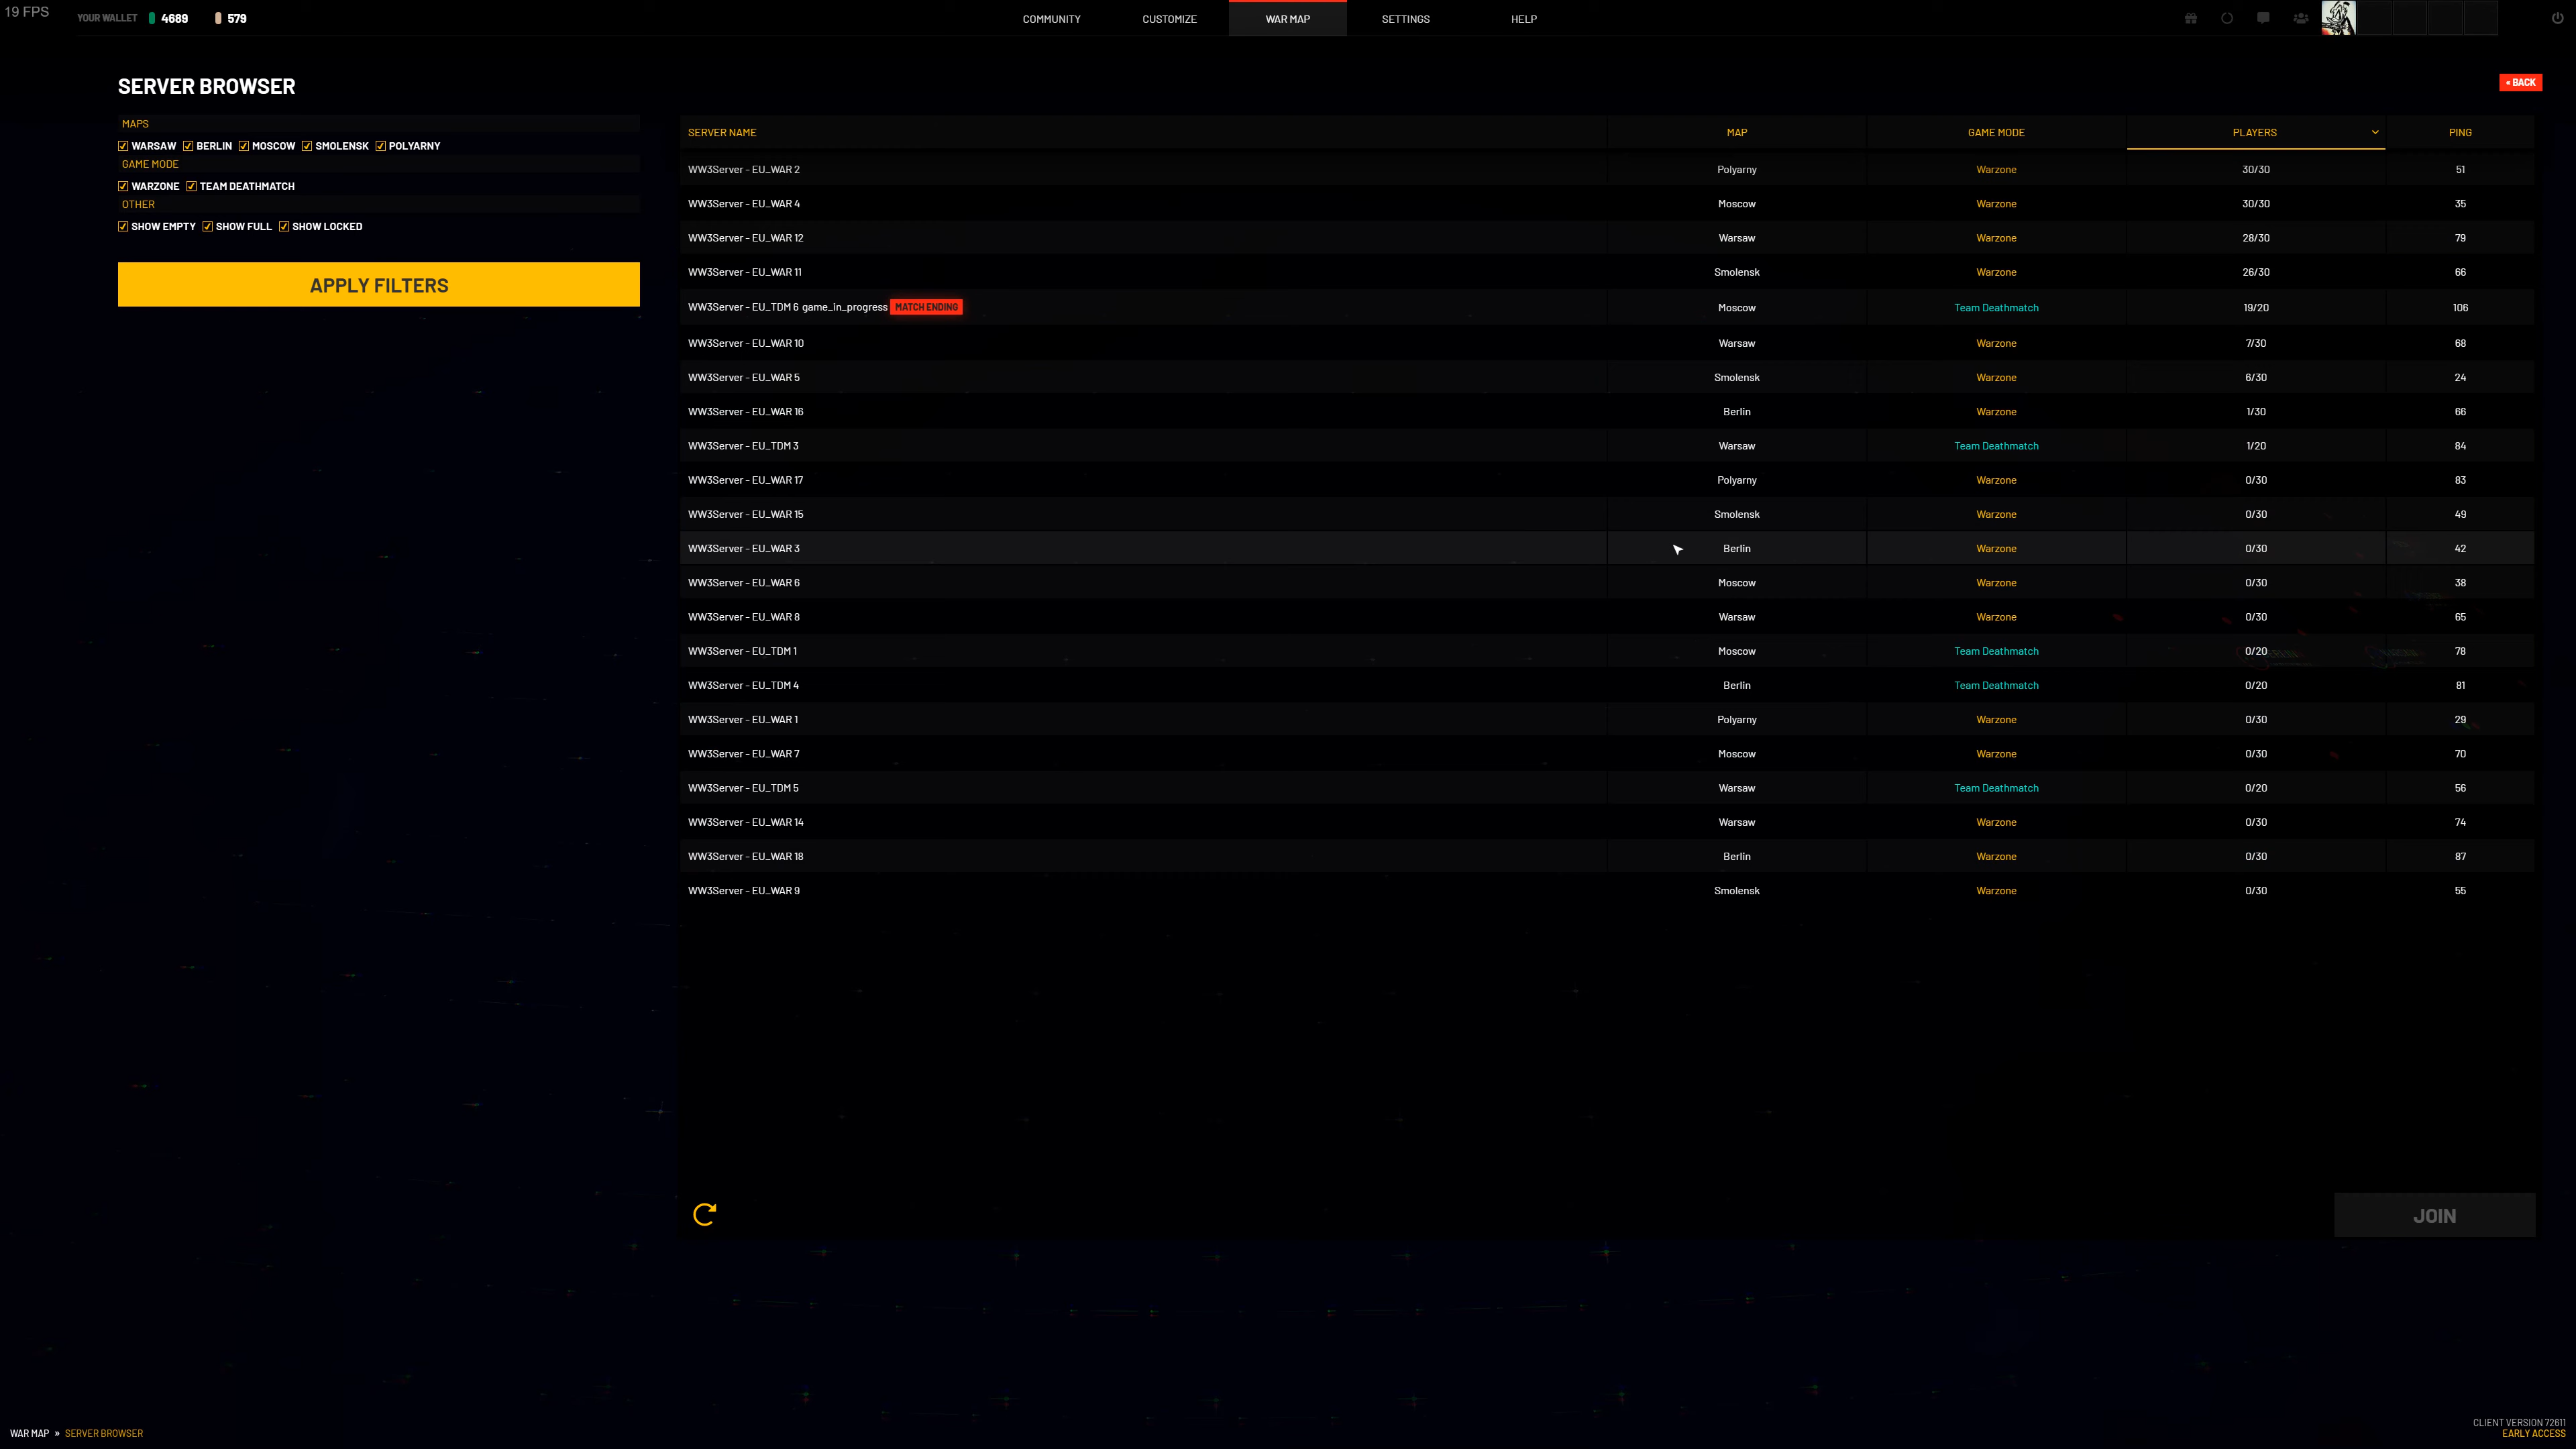 19 FPS
YOUR WALLET 4689 579
COMMUNITY CUSTOMIZE WAR MAP SETTINGS HELP
SERVER BROWSER
< BACK
MAPS
WARSAW BERLIN MOSCOW SMOLENSK POLYARNY
GAME MODE
WARZONE TEAM DEATHMATCH
OTHER
SHOW EMPTY SHOW FULL SHOW LOCKED
APPLY FILTERS
SERVER NAME MAP GAME MODE PLAYERS PING
WW3Server - EU_WAR 2 Polyarny Warzone 30/30 51
WW3Server - EU_WAR 4 Moscow Warzone 30/30 35
WW3Server - EU_WAR 12 Warsaw Warzone 28/30 79
WW3Server - EU_WAR 11 Smolensk Warzone 26/30 66
WW3Server - EU_TDM 6 game_in_progress MATCH ENDING Moscow Team Deathmatch 19/20 106
WW3Server - EU_WAR 10 Warsaw Warzone 7/30 68
WW3Server - EU_WAR 5 Smolensk Warzone 6/30 24
WW3Server - EU_WAR 16 Berlin Warzone 1/30 66
WW3Server - EU_TDM 3 Warsaw Team Deathmatch 1/20 84
WW3Server - EU_WAR 17 Polyarny Warzone 0/30 83
WW3Server - EU_WAR 15 Smolensk Warzone 0/30 49
WW3Server - EU_WAR 3 Berlin Warzone 0/30 42
WW3Server - EU_WAR 6 Moscow Warzone 0/30 38
WW3Server - EU_WAR 8 Warsaw Warzone 0/30 65
WW3Server - EU_TDM 1 Moscow Team Deathmatch 0/20 78
WW3Server - EU_TDM 4 Berlin Team Deathmatch 0/20 81
WW3Server - EU_WAR 1 Polyarny Warzone 0/30 29
WW3Server - EU_WAR 7 Moscow Warzone 0/30 70
WW3Server - EU_TDM 5 Warsaw Team Deathmatch 0/20 56
WW3Server - EU_WAR 14 Warsaw Warzone 0/30 74
WW3Server - EU_WAR 18 Berlin Warzone 0/30 87
WW3Server - EU_WAR 9 Smolensk Warzone 0/30 55
JOIN
CLIENT VERSION 72611
WAR MAP » SERVER BROWSER
EARLY ACCESS